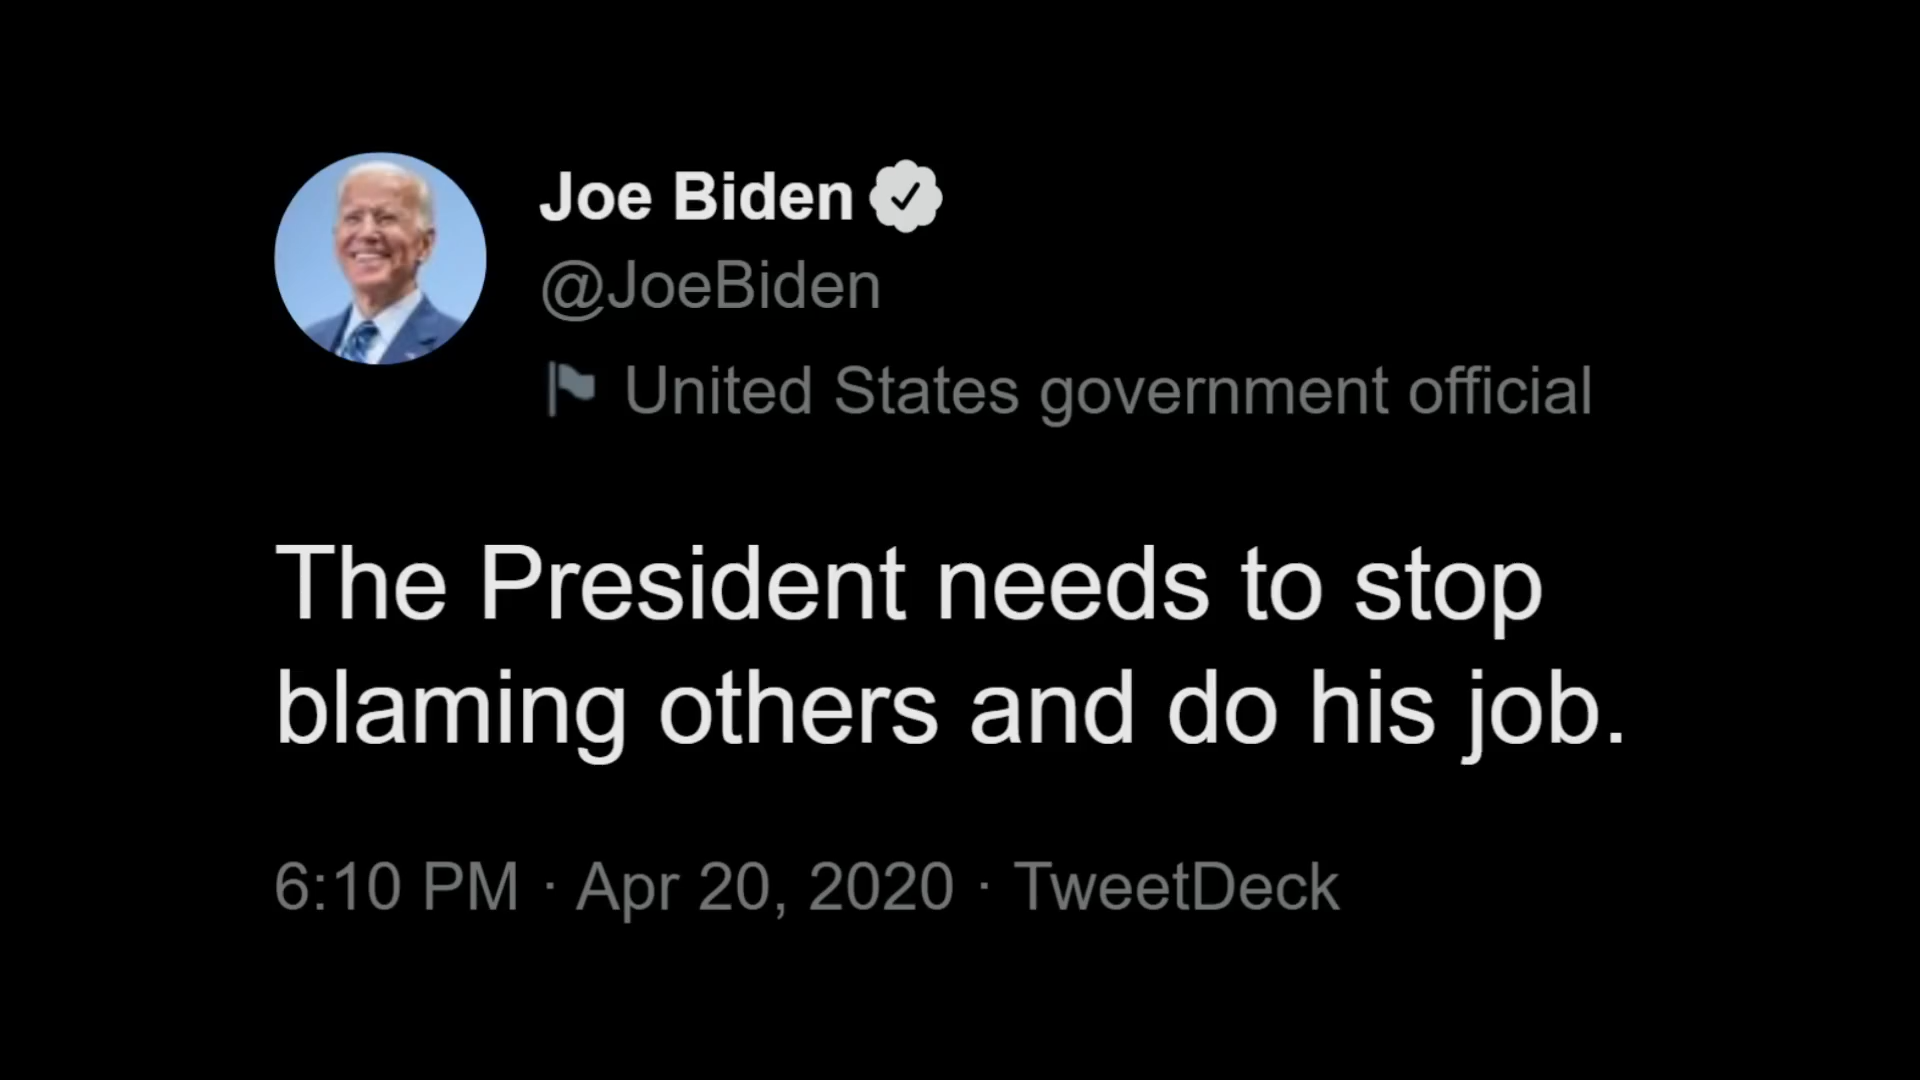 Joe Biden
@JoeBiden
United States government official
The President needs to stop
blaming others and do his job.
6:10 PM · Apr 20, 2020 · TweetDeck